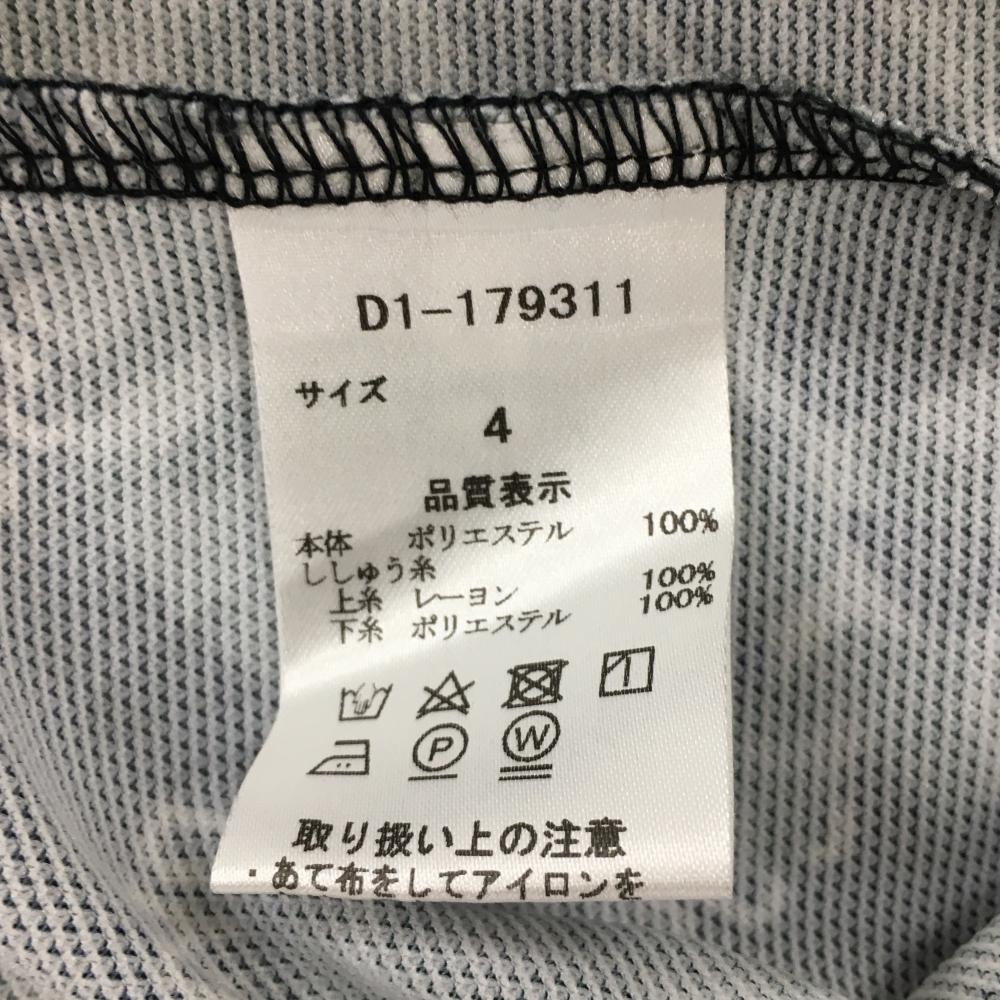 D1-179311
サイズ
4
品質表示
本体 ポリエステル 100%
ししゅう糸
上糸 レーヨン 100%
下糸 ポリエステル 100%
P W
取り扱い上の注意
・あて布をしてアイロンを